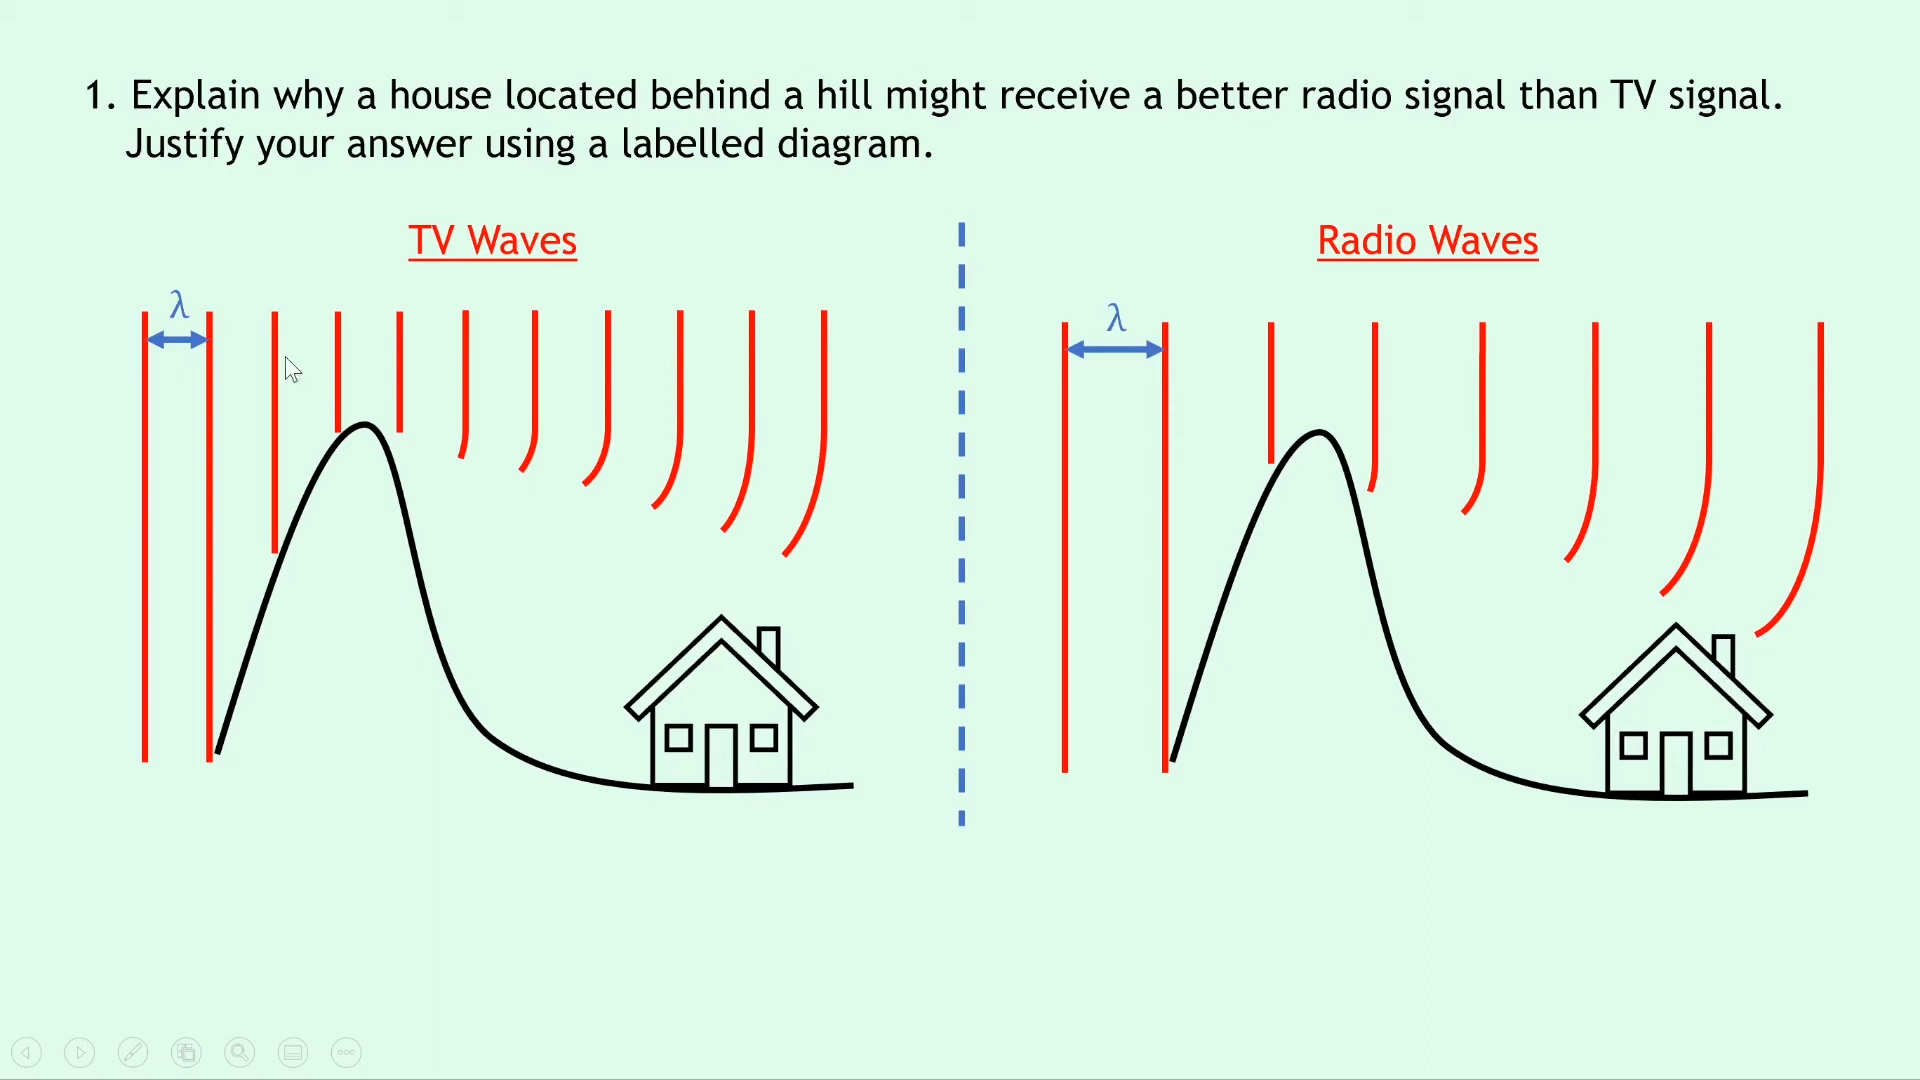 1. Explain why a house located behind a hill might receive a better radio signal than TV signal.
Justify your answer using a labelled diagram.
TV Waves
λ
Radio Waves
λ